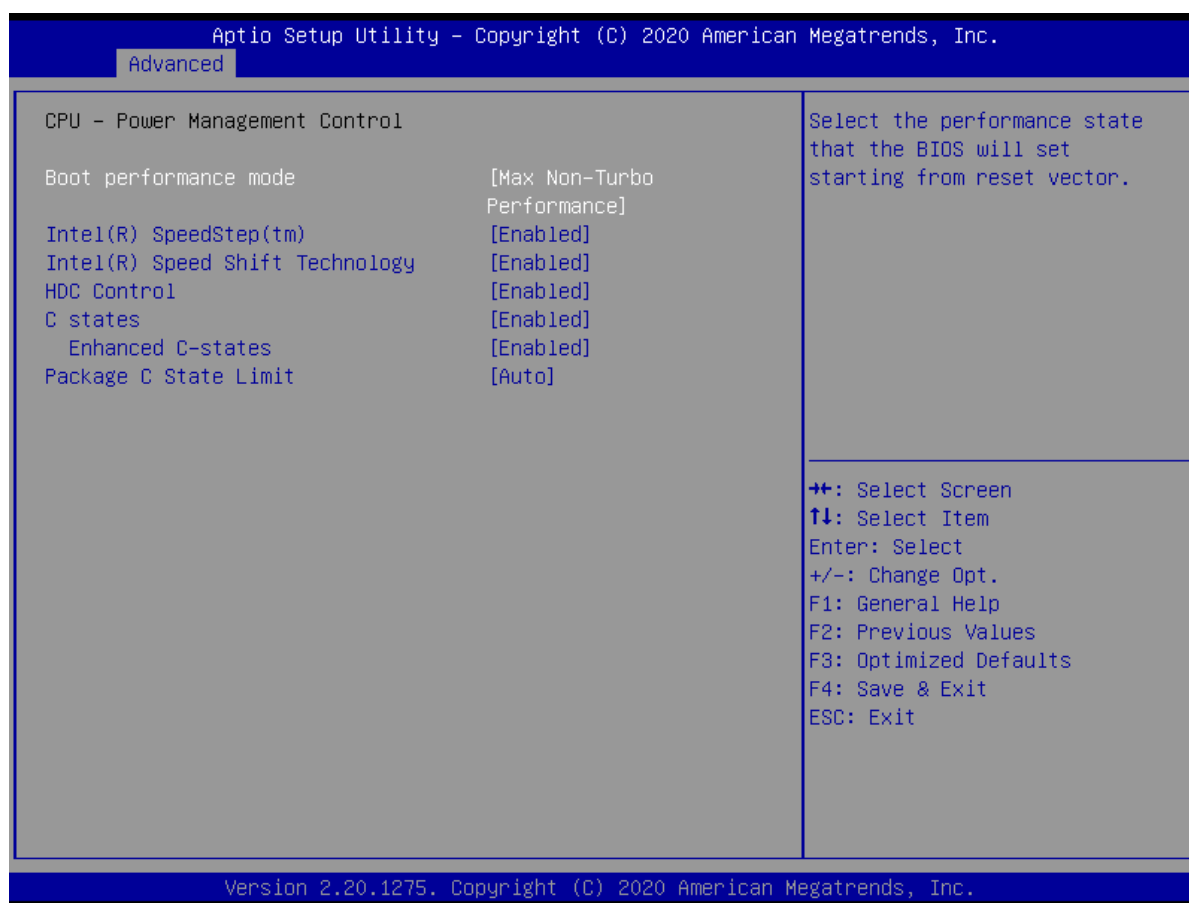 Aptio Setup Utility – Copyright (C) 2020 American Megatrends, Inc.
Advanced
CPU – Power Management Control
Boot performance mode [Max Non-Turbo
Performance]
Intel(R) SpeedStep(tm) [Enabled]
Intel(R) Speed Shift Technology [Enabled]
HDC Control [Enabled]
C states [Enabled]
Enhanced C-states [Enabled]
Package C State Limit [Auto]
Select the performance state
that the BIOS will set
starting from reset vector.
→←: Select Screen
↑↓: Select Item
Enter: Select
+/-: Change Opt.
F1: General Help
F2: Previous Values
F3: Optimized Defaults
F4: Save & Exit
ESC: Exit
Version 2.20.1275. Copyright (C) 2020 American Megatrends, Inc.